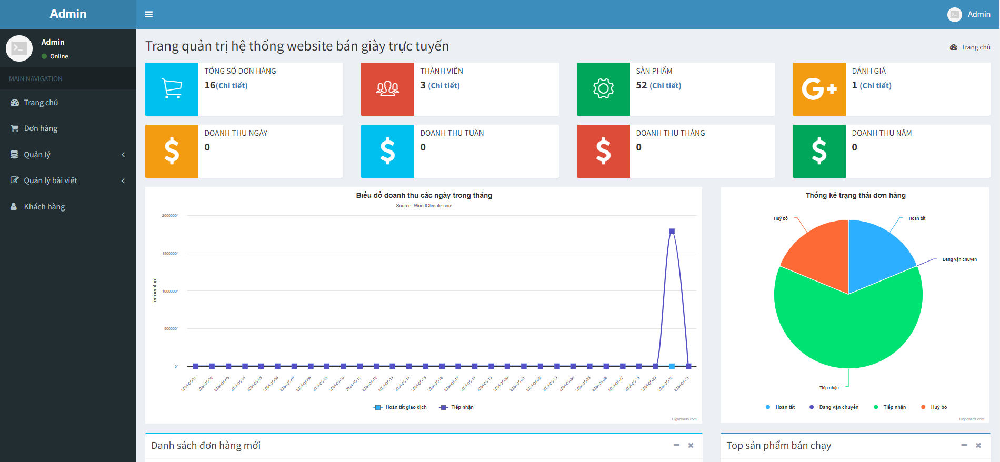 Admin
Admin
Admin
Online
MAIN NAVIGATION
Trang chủ
Đơn hàng
Quản lý
Quản lý bài viết
Khách hàng
Trang quản trị hệ thống website bán giày trực tuyến
Trang chủ
TỔNG SỐ ĐƠN HÀNG
16(Chi tiết)
THÀNH VIÊN
3 (Chi tiết)
SẢN PHẨM
52 (Chi tiết)
G+
ĐÁNH GIÁ
1 (Chi tiết)
$
DOANH THU NGÀY
0
$
DOANH THU TUẦN
0
$
DOANH THU THÁNG
0
$
DOANH THU NĂM
0
Biểu đồ doanh thu các ngày trong tháng
Source: WorldClimate.com
Temperature
2000000°
1500000°
1000000°
500000°
0°
2024-05-01
2024-05-02
2024-05-03
2024-05-04
2024-05-05
2024-05-06
2024-05-07
2024-05-08
2024-05-09
2024-05-10
2024-05-11
2024-05-12
2024-05-13
2024-05-14
2024-05-15
2024-05-16
2024-05-17
2024-05-18
2024-05-19
2024-05-20
2024-05-21
2024-05-22
2024-05-23
2024-05-24
2024-05-25
2024-05-26
2024-05-27
2024-05-28
2024-05-29
2024-05-30
2024-05-31
Hoàn tất giao dịch
Tiếp nhận
Highcharts.com
Thống kê trạng thái đơn hàng
Huỷ bỏ
Hoàn tất
Đang vận chuyển
Tiếp nhận
Hoàn tất
Đang vận chuyển
Tiếp nhận
Huỷ bỏ
Highcharts.com
Danh sách đơn hàng mới
Top sản phẩm bán chạy